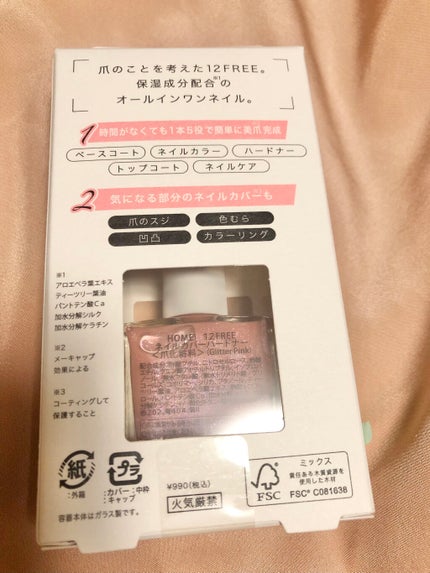 爪のことを考えた12FREE。
保湿成分配合の※1
オールインワンネイル。
1 時間がなくても1本5役で簡単に美爪完成
ベースコート ネイルカラー ハードナー
トップコート ネイルケア
2 気になる部分のネイルカバーも
爪のスジ 色むら
凹凸 カラーリング
※1
アロエベラ葉エキス
ティーツリー葉油
パントテン酸Ca
加水分解シルク
加水分解ケラチン
※2
メーキャップ
効果による
※3
コーティングして
保護すること
HOMEI 12FREE
ネイルカバーハードナー
<爪化粧料> (Glitter Pink)
紙
:外箱
プラ
カバー:中枠
:キャップ
容器本体はガラス製です。
¥990(税込)
火気厳禁
FSC
ミックス
責任ある木質資源を
使用した木材
FSC® C081638